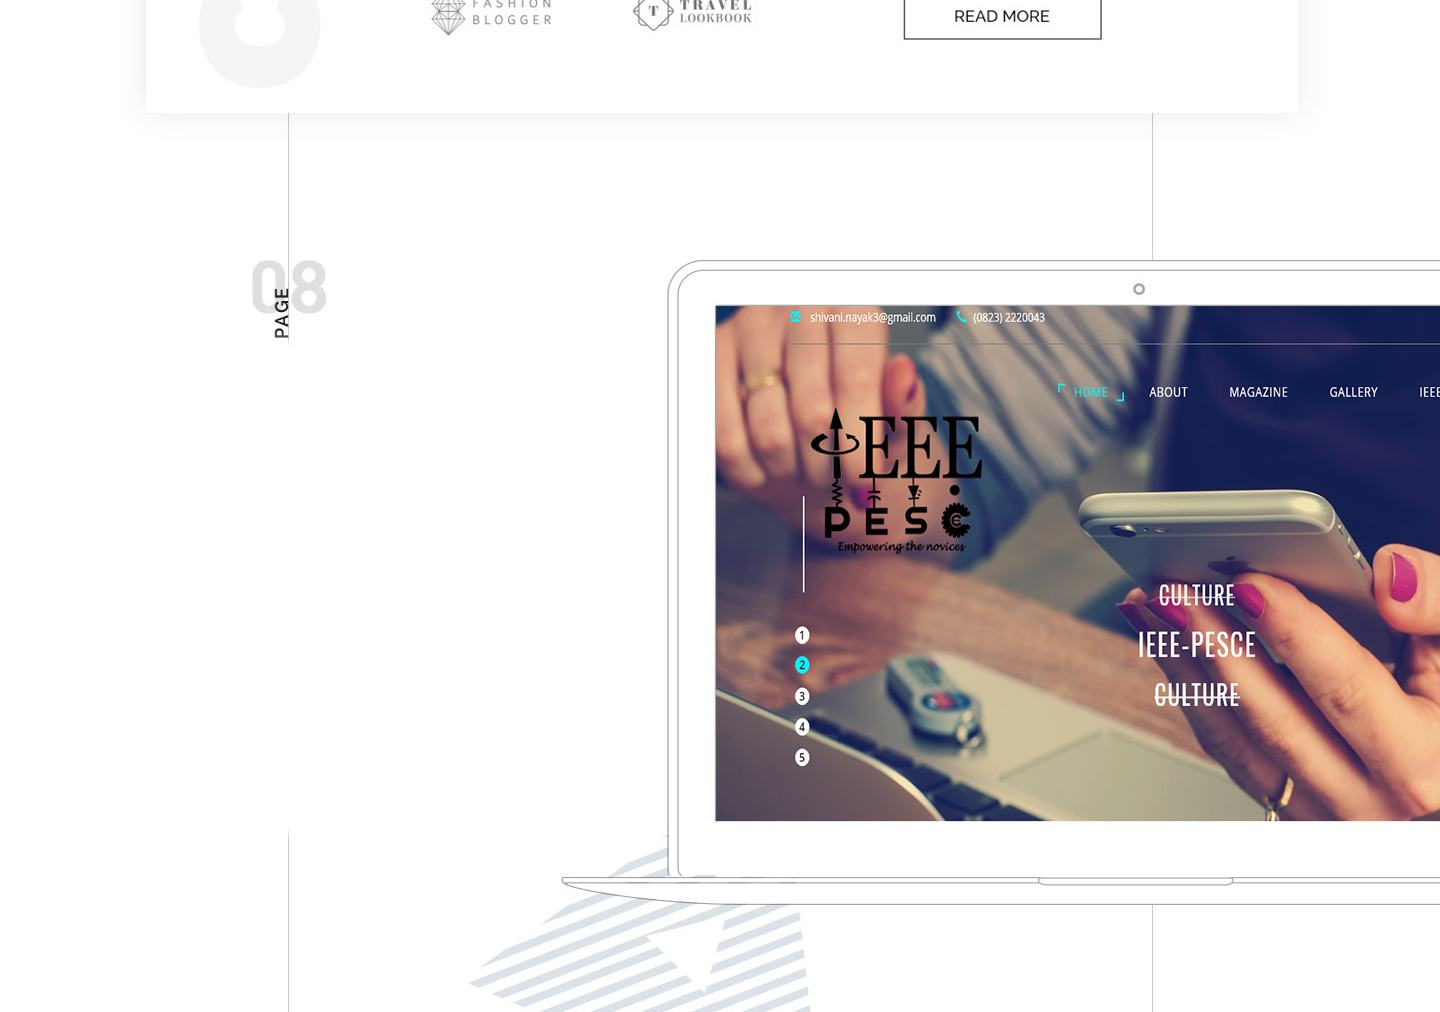 FASHION
BLOGGER
TRAVEL
LOOKBOOK
T
READ MORE
08
PAGE
shivani.nayak3@gmail.com
(0823) 2220043
HOME
ABOUT
MAGAZINE
GALLERY
IEEE
IEEE
PESC
Empowering the novices
CULTURE
IEEE-PESCE
CULTURE
1
2
3
4
5